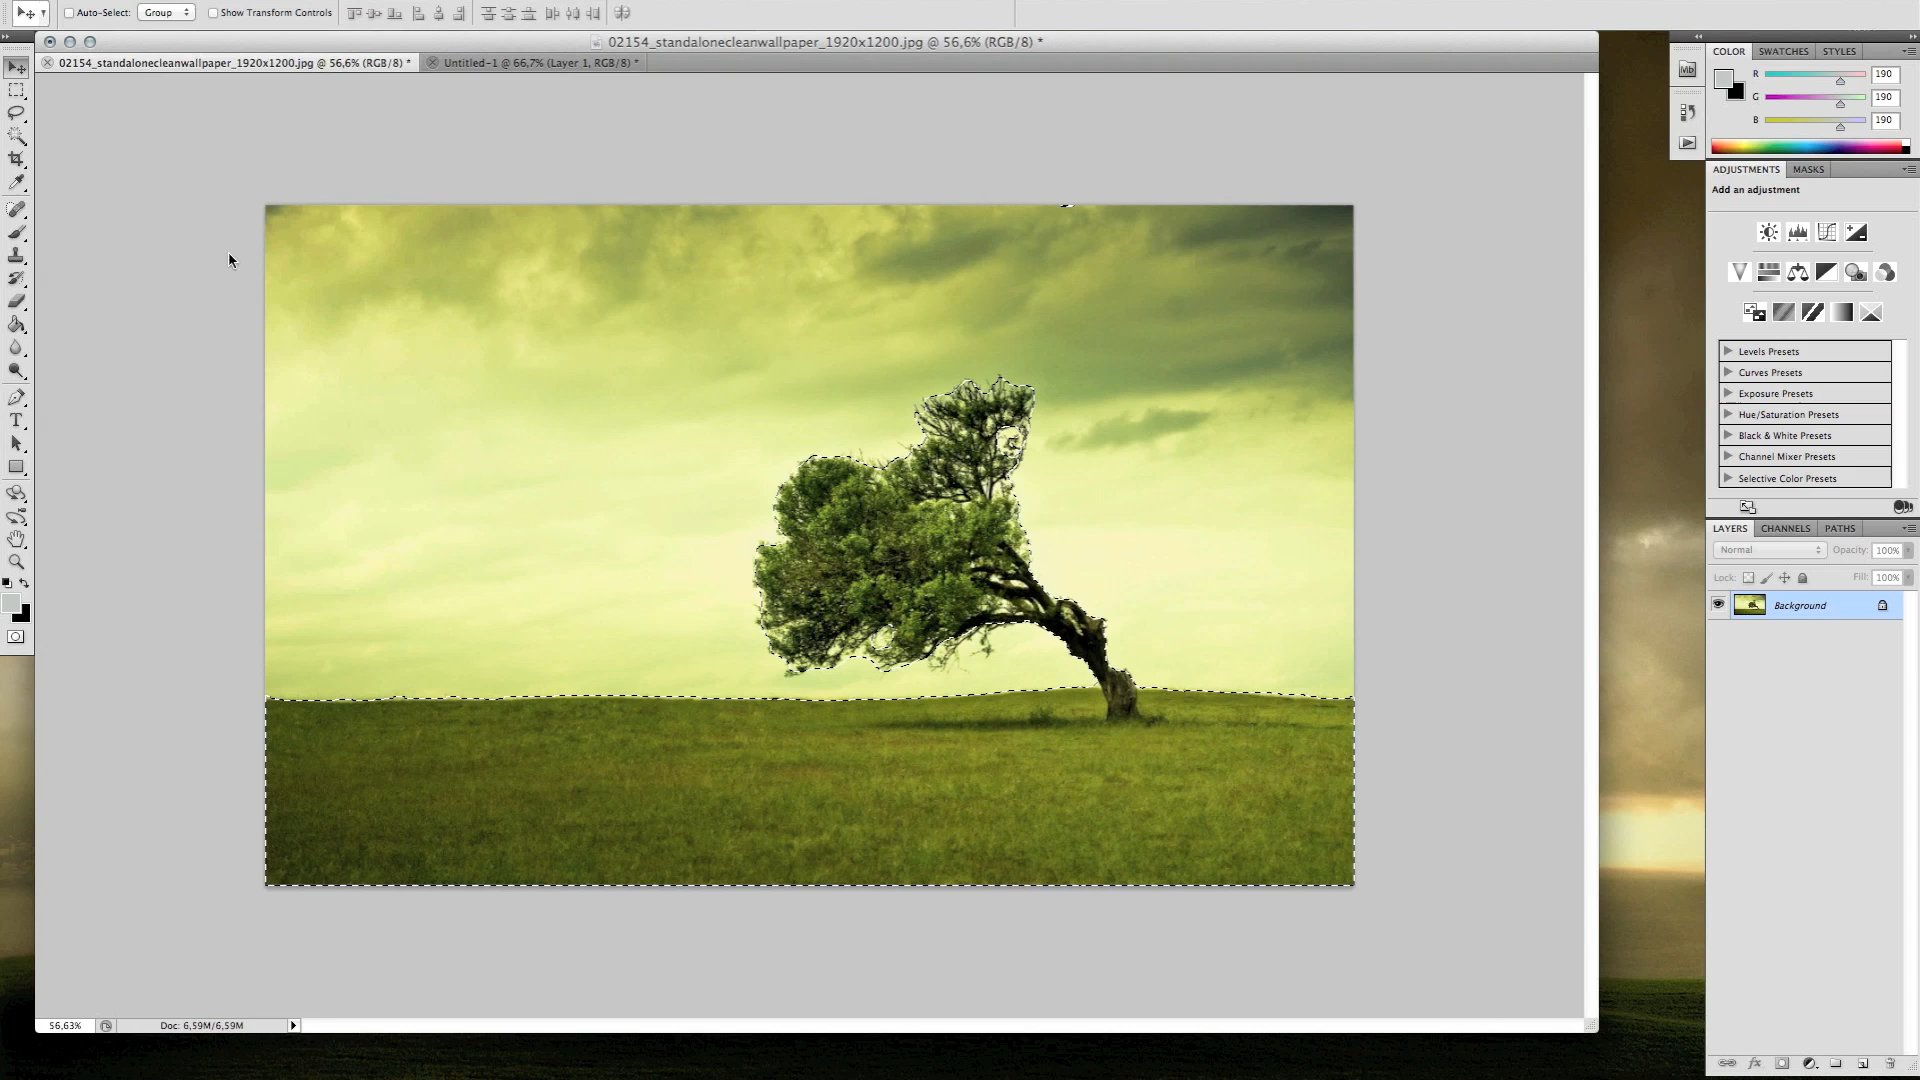 Auto-Select:
Group
Show Transform Controls
02154_standalonecleanwallpaper_1920x1200.jpg @ 56,6% (RGB/8) *
02154_standalonecleanwallpaper_1920x1200.jpg @ 56,6% (RGB/8) *
Untitled-1 @ 66,7% (Layer 1, RGB/8) *
Mb
COLOR
SWATCHES
STYLES
R
190
G
190
B
190
ADJUSTMENTS
MASKS
Add an adjustment
Levels Presets
Curves Presets
Exposure Presets
Hue/Saturation Presets
Black & White Presets
Channel Mixer Presets
Selective Color Presets
LAYERS
CHANNELS
PATHS
Normal
Opacity:
100%
Lock:
Fill:
100%
Background
T
56,63%
Doc: 6,59M/6,59M
fx